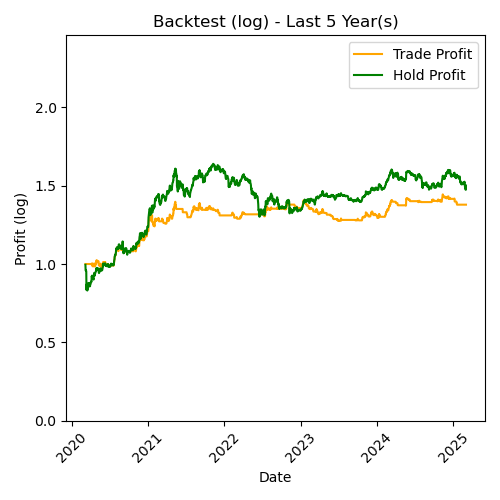 Backtest (log) - Last 5 Year(s)
Trade Profit
Hold Profit
Profit (log)
2.0
1.5
1.0
0.5
0.0
2020
2021
2022
2023
2024
2025
Date